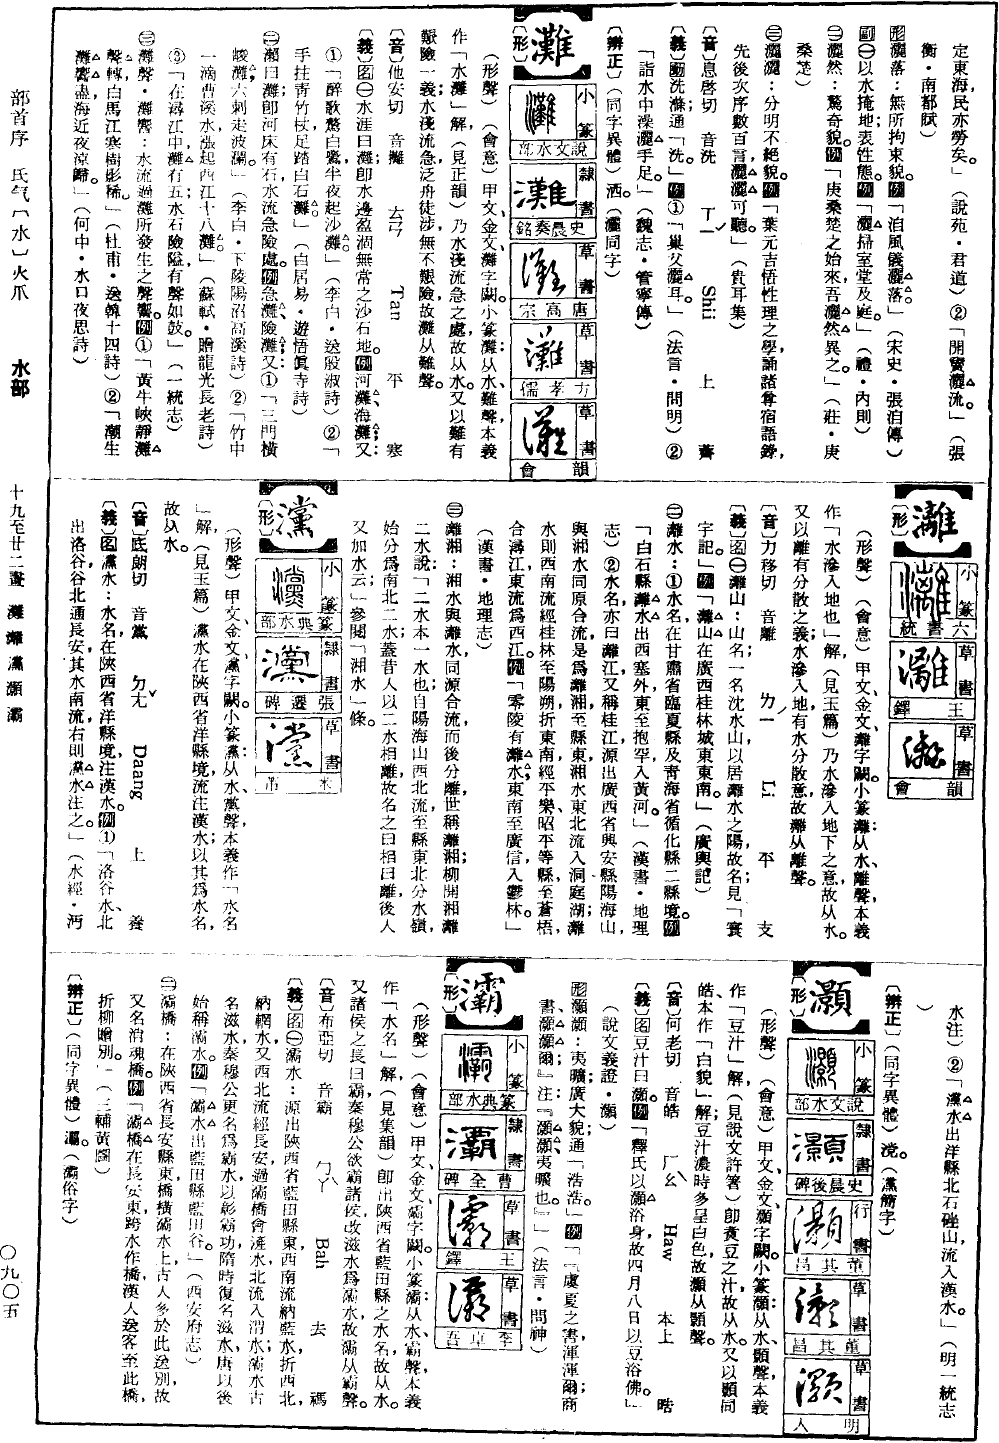 定東海民亦勞矣。」(說苑・君道)②「開竇灑流。」(張
衡・南都賦)
形灑落:無所拘束貌。例「洎風儀灑落。」(宋史・張洎傳)
副㊀以水掩地;表性態。例「灑掃室堂及庭。」(禮・內則)
㊁灑然:驚奇貌。例「庚桑楚之始來,吾灑然異之。」(莊・庚
桑楚)
㊂灑灑:分明不絕貌。例「葉元吉悟性理之學,誦諸尊宿語錄,
先後次序數百言,灑灑可聽。」(貴耳集)
〔音〕息啓切 音洗 ㄒㄧˇ Shii 上 薺
〔義〕動洗滌;通「洗」。例①「巢父灑耳。」(法言・問明)②
「詣水中澡灑手足。」(魏志・管寧傳)
〔辨正〕(同字異體)洒。(灑同字)
灘
〔形〕
小篆 說文水部
隸書 史晨奏銘
草書 唐高宗
草書 方孝儒
草書 韻會
(形聲)(會意)甲文、金文灘字闕。小篆灘:从水、難聲,本義
作「水灘」解,(見正韻)乃水淺流急之處,故从水。又以難有
艱險一義,水淺流急,泛舟徒涉無不艱險,故灘从難聲。
〔音〕他安切 音攤 ㄊㄢ Tan 平 寒
〔義〕名㊀水涯曰灘;卽水邊盈涸無常之沙石地。例河灘、海灘;又:
①「醉歌驚白鷺,半夜起沙灘。」(李白・送殷淑詩)②「
手拄靑竹杖,足踏白石灘。」(白居易・遊悟眞寺詩)
㊁瀨曰灘;卽河床有石水流急險處。例急灘、險灘;又:①「三門橫
峻灘,六刺走波瀾。」(李白・下陵陽沼高溪詩)②「竹中
一滴曹溪水,漲起西江十八灘。」(蘇軾・贈龍光長老詩)
③「在潯江中灘有五,水石險隘,有聲如鼓。」(一統志)
㊂灘聲・灘響:水流過灘所發生之聲響。例①「黃牛峽靜灘
聲轉,白馬江寒樹影稀。」(杜甫・送韓十四詩)②「潮生
灘響盡,海近夜涼歸。」(何中・水口夜思詩)
灕
〔形〕
小篆 六書統
草書 王鐸
草書 韻會
(形聲)(會意)甲文、金文灕字闕。小篆灕:从水、離聲,本義
作「水滲入地也」解,(見玉篇)乃水滲入地下之意,故从水。
又以離有分散之義,水滲入地有水分散意,故灕从離聲。
〔音〕力移切 音離 ㄌㄧˊ Li 平 支
〔義〕名㊀灕山:山名,一名沈水山,以居灕水之陽,故名,見「寰
宇記」。例「灕山在廣西桂林城東東南。」(廣輿記)
㊁灕水:①水名,在甘肅省臨夏縣及靑海省循化縣二縣境。例
「白石縣灕水出西塞外,東至抱罕入黃河。」(漢書・地理
志)②水名,亦曰灕江,又稱桂江,源出廣西省興安縣陽海山,
與湘水同原合流,是爲灕湘,至縣東湘水東北流入洞庭湖;灕
水則西南流經桂林至陽朔,折東南經平樂、昭平等縣,至蒼梧,
合潯江東流爲西江。例「零陵有灕水,東南至廣信入鬱林。」
(漢書・地理志)
㊂灕湘:湘水與灕水同源合流,而後分離,世稱灕湘;柳開湘灕
二水說:「二水本一水也,自陽海山西北流至縣東北分水嶺,
始分爲南北二水,蓋昔人以二水相離,故名之曰相曰離,後人
又加水云。」參閱「湘水」條。
灙
〔形〕
小篆 篆典水部
隸書 張遷碑
草書 米芾
(形聲)甲文、金文灙字闕。小篆灙:从水、黨聲,本義作「水名
」解,(見玉篇)灙水在陝西省洋縣境,流注漢水;以其爲水名,
故从水。
〔音〕底朗切 音黨 ㄉㄤˇ Daang 上 養
〔義〕名灙水:水名,在陝西省洋縣境,注漢水。例①「洛谷水北
出洛谷,谷北通長安,其水南流,右則灙水注之。」(水經・沔
水注)②「灙水出洋縣北石䃈山,流入漢水。」(明一統志
)
〔辨正〕(同字異體)漟。(灙簡字)
灝
〔形〕
小篆 說文水部
隸書 史晨後碑
行書 董其昌
草書 董其昌
草書 明人
(形聲)(會意)甲文、金文灝字闕。小篆灝:从水、顥聲,本義
作「豆汁」解,(見說文許箸)卽煑豆之汁,故从水。又以顥同
皓,本作「白貌」解,豆汁濃時多呈白色,故灝从顥聲。
〔音〕何老切 音皓 ㄏㄠˋ Haw 本上 晧
〔義〕名豆汁曰灝。例「釋氏以灝浴身,故四月八日以豆浴佛。」
(說文義證・灝)
形灝灝:夷曠廣大貌;通「浩浩」。例「虞夏之書渾渾爾,商
書灝灝爾」注:『灝灝,夷曠也。』」(法言・問神)
灞
〔形〕
小篆 篆典水部
隸書 曹全碑
草書 王鐸
草書 李卓吾
(形聲)(會意)甲文、金文灞字闕。小篆灞:从水、霸聲,本義
作「水名」解,(見集韻)卽出陝西省藍田縣之水名,故从水。
又諸侯之長曰霸,秦穆公欲霸諸侯,改滋水爲灞水,故灞从霸聲。
〔音〕布亞切 音霸 ㄅㄚˋ Bah 去 禡
〔義〕名㊀灞水:源出陝西省藍田縣東,西南流納藍水,折西北,
納輞水,又西北流經長安,過灞橋,會滻水,北流入渭水;灞水古
名滋水,秦穆公更名爲霸水,以彰霸功,隋時復名滋水,唐以後
始稱灞水。例「灞水出藍田縣藍田谷。」(西安府志)
㊁灞橋:在陝西省長安縣東,橋橫灞水上,古人多於此送別,故
又名消魂橋。例「灞橋在長安東,跨水作橋,漢人送客至此橋,
折柳贈別。」(三輔黃圖)
〔辨正〕(同字異體)灞。(灞俗字)
部首序 氏气〔水〕火爪 水部 十九至廿二畫 灘灕灙灝灞 ○九○五